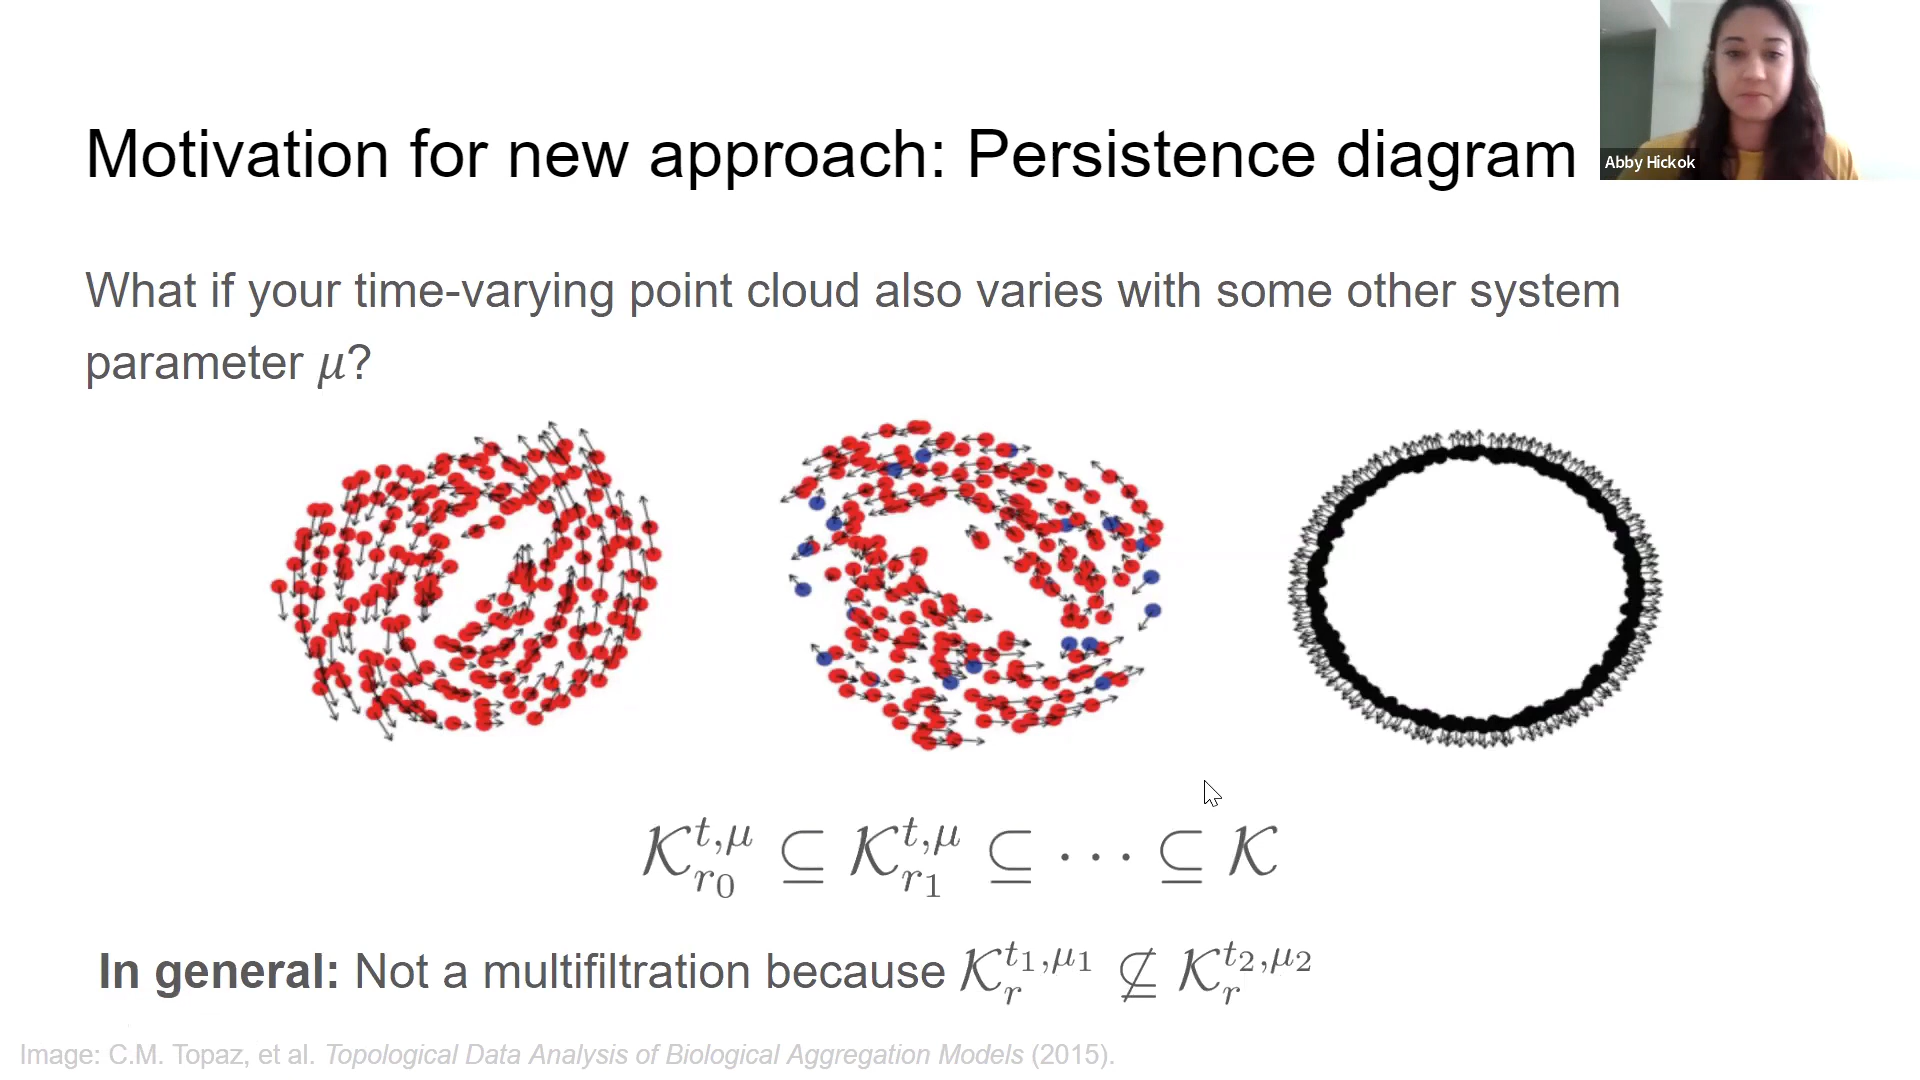 Motivation for new approach: Persistence diagram
Abby Hickok
What if your time-varying point cloud also varies with some other system
parameter μ?
𝒦_{r_0}^{t,μ} ⊆ 𝒦_{r_1}^{t,μ} ⊆ ⋯ ⊆ 𝒦
In general: Not a multifiltration because 𝒦_r^{t_1,μ_1} ⊈ 𝒦_r^{t_2,μ_2}
Image: C.M. Topaz, et al. Topological Data Analysis of Biological Aggregation Models (2015).